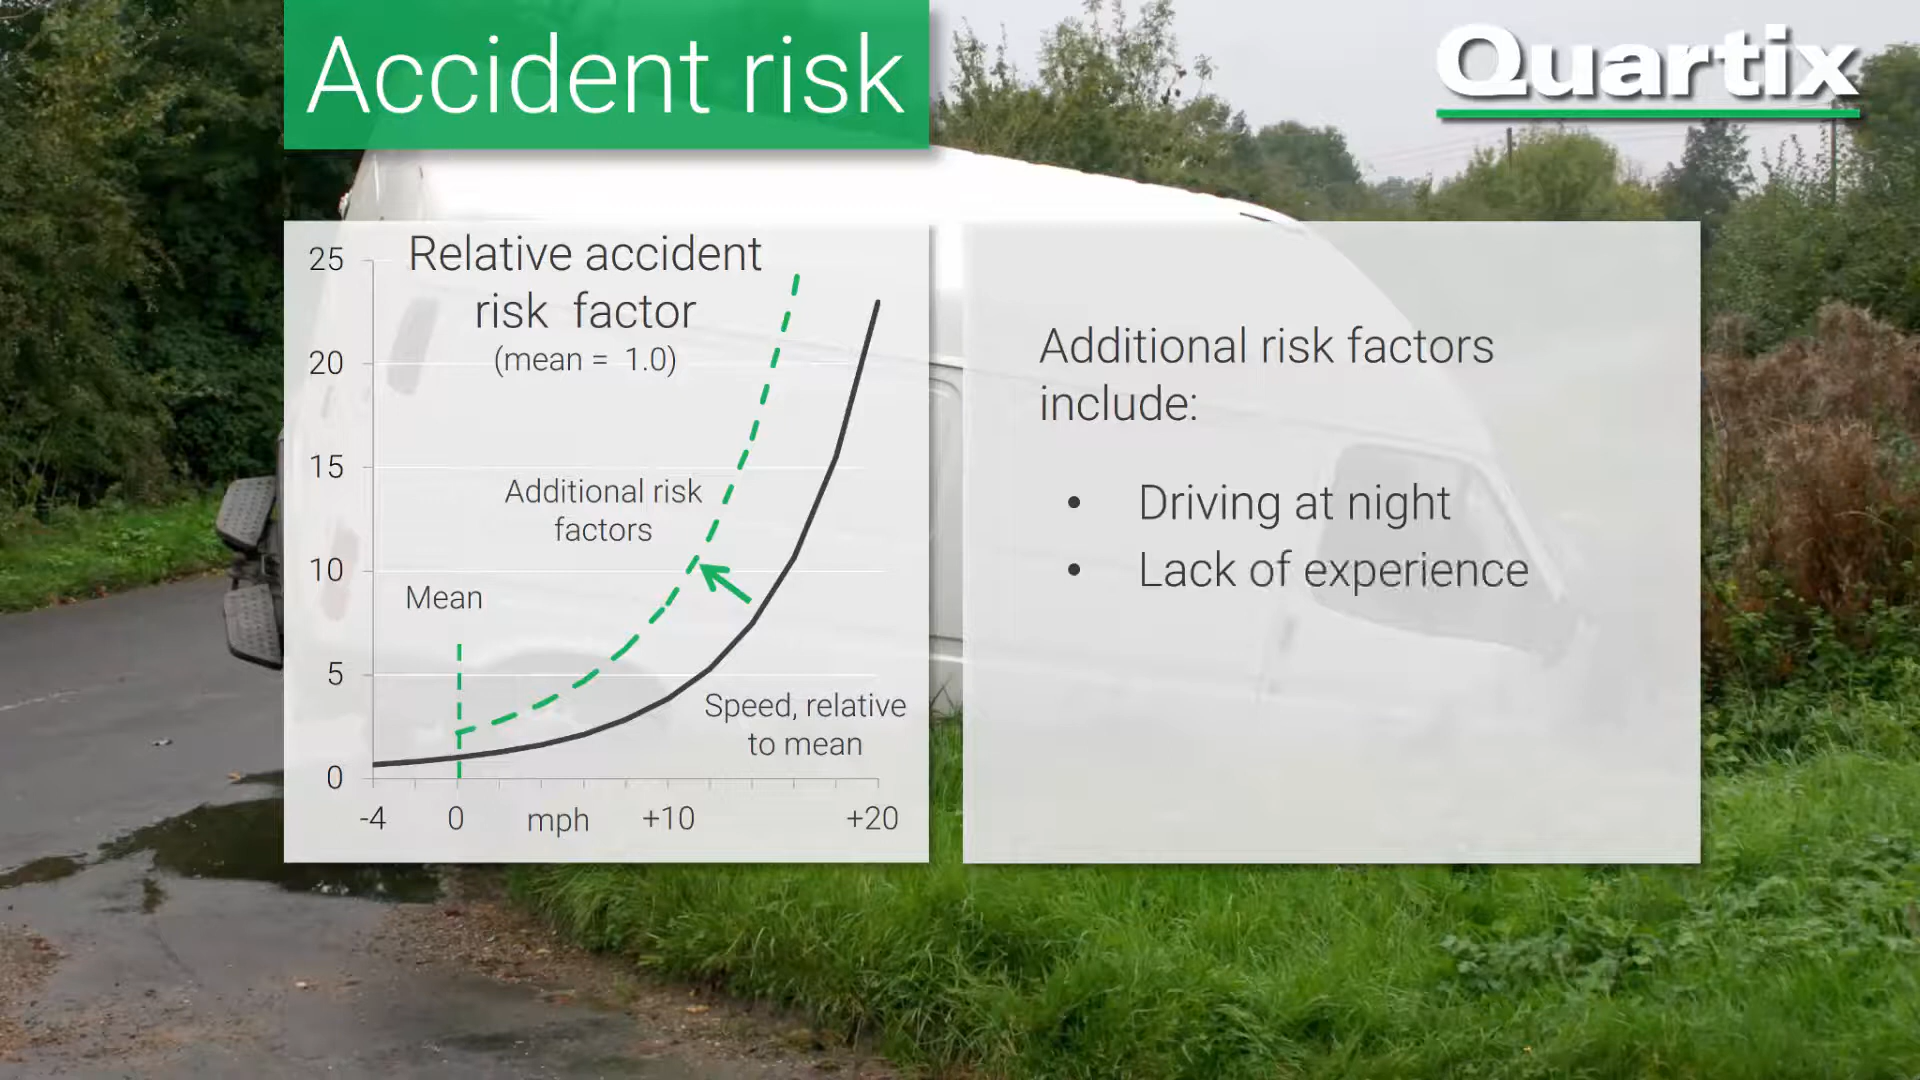 Accident risk
Quartix
Relative accident
risk factor
(mean = 1.0)
25
20
15
10
5
0
Additional risk
factors
Mean
Speed, relative
to mean
-4
0
mph
+10
+20
Additional risk factors
include:
• Driving at night
• Lack of experience